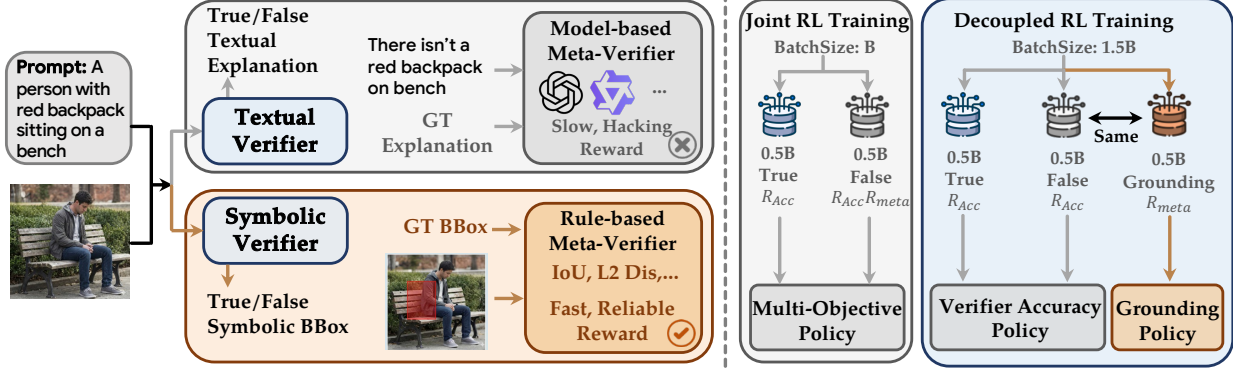 Prompt: A
person with
red backpack
sitting on a
bench
True/False
Textual
Explanation
Textual
Verifier
There isn't a
red backpack
on bench
GT
Explanation
Model-based
Meta-Verifier
...
Slow, Hacking
Reward
Symbolic
Verifier
True/False
Symbolic BBox
GT BBox
Rule-based
Meta-Verifier
IoU, L2 Dis,...
Fast, Reliable
Reward
Joint RL Training
BatchSize: B
0.5B
True
R_Acc
0.5B
False
R_Acc R_meta
Multi-Objective
Policy
Decoupled RL Training
BatchSize: 1.5B
Same
0.5B
True
R_Acc
0.5B
False
R_Acc
0.5B
Grounding
R_meta
Verifier Accuracy
Policy
Grounding
Policy